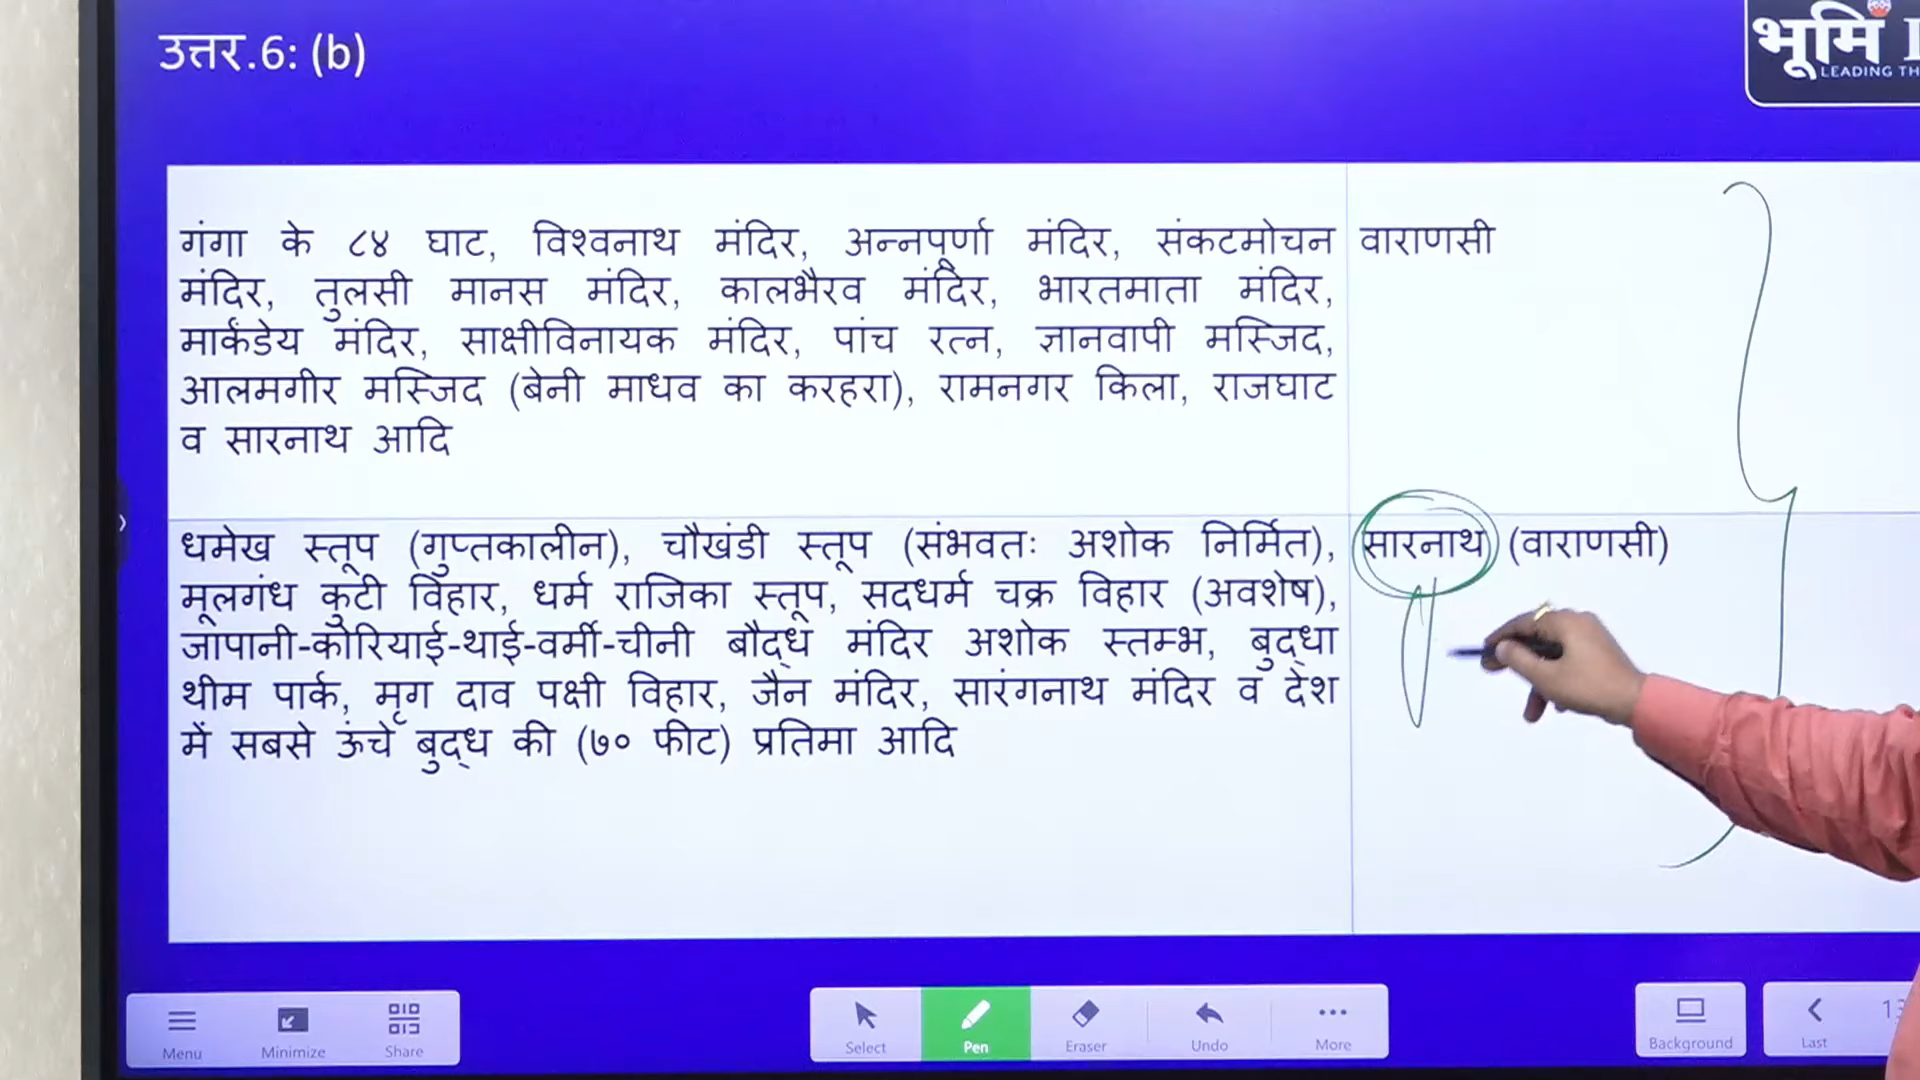 उत्तर.6: (b)
भूमि
LEADING TH
गंगा के ८४ घाट, विश्वनाथ मंदिर, अन्नपूर्णा मंदिर, संकटमोचन वाराणसी
मंदिर, तुलसी मानस मंदिर, कालभैरव मंदिर, भारतमाता मंदिर,
मार्कंडेय मंदिर, साक्षीविनायक मंदिर, पांच रत्न, ज्ञानवापी मस्जिद,
आलमगीर मस्जिद (बेनी माधव का करहरा), रामनगर किला, राजघाट
व सारनाथ आदि
धमेख स्तूप (गुप्तकालीन), चौखंडी स्तूप (संभवतः अशोक निर्मित), सारनाथ (वाराणसी)
मूलगंध कुटी विहार, धर्म राजिका स्तूप, सदधर्म चक्र विहार (अवशेष),
जापानी-कोरियाई-थाई-वर्मी-चीनी बौद्ध मंदिर अशोक स्तम्भ, बुद्धा
थीम पार्क, मृग दाव पक्षी विहार, जैन मंदिर, सारंगनाथ मंदिर व देश
में सबसे ऊंचे बुद्ध की (७० फीट) प्रतिमा आदि
Menu Minimize Share Select Pen Eraser Undo More Background Last